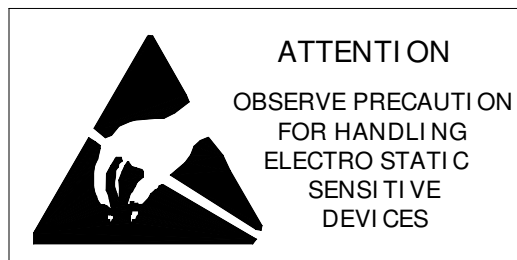 ATTENTION
OBSERVE PRECAUTION
FOR HANDLING
ELECTRO STATIC
SENSITIVE
DEVICES